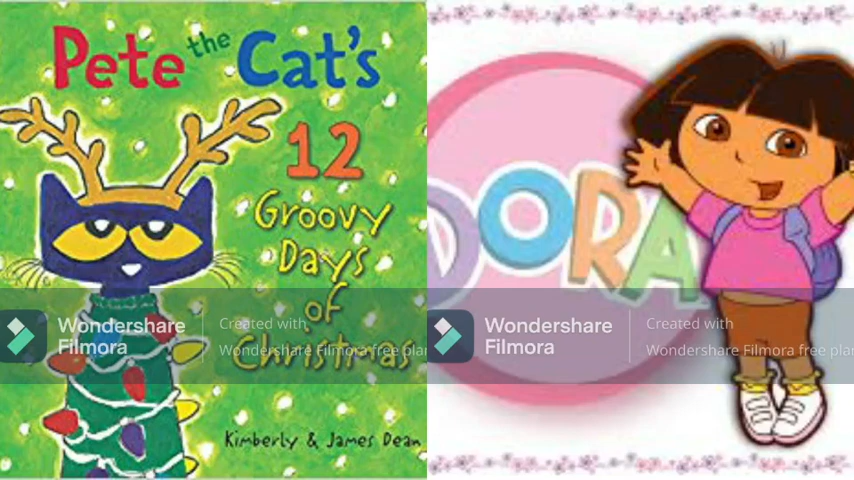 Pete the Cat's
12
Groovy
Days
of
Christmas
Kimberly & James Dean
Wondershare
Filmora
Created with
Wondershare Filmora free plan
DORA
Wondershare
Filmora
Created with
Wondershare Filmora free plan